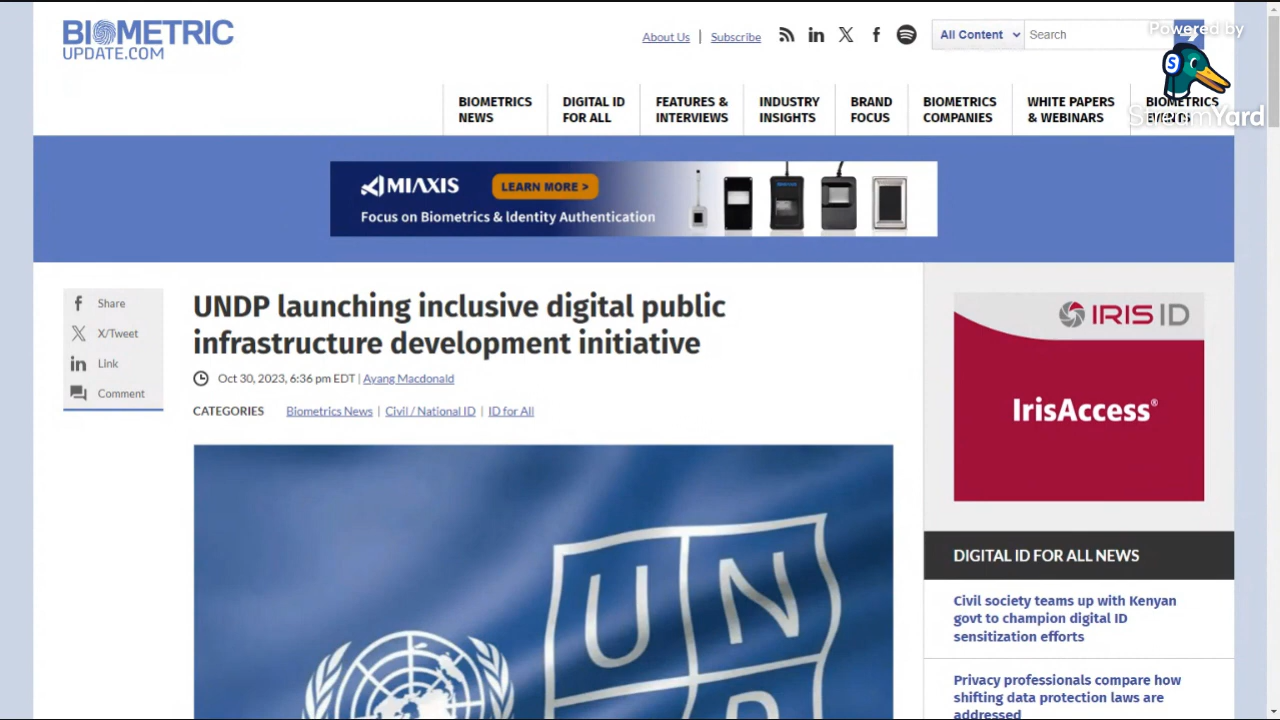 BIOMETRIC
UPDATE.COM
About Us | Subscribe
All Content
Search
Powered by
S
StreamYard
BIOMETRICS
NEWS
DIGITAL ID
FOR ALL
FEATURES &
INTERVIEWS
INDUSTRY
INSIGHTS
BRAND
FOCUS
BIOMETRICS
COMPANIES
WHITE PAPERS
& WEBINARS
BIOMETRICS
EVENTS
MIAXIS
LEARN MORE >
Focus on Biometrics & Identity Authentication
Share
X/Tweet
Link
Comment
UNDP launching inclusive digital public
infrastructure development initiative
Oct 30, 2023, 6:36 pm EDT | Ayang Macdonald
CATEGORIES Biometrics News | Civil / National ID | ID for All
U N
D
IRIS ID
IrisAccess®
DIGITAL ID FOR ALL NEWS
Civil society teams up with Kenyan
govt to champion digital ID
sensitization efforts
Privacy professionals compare how
shifting data protection laws are
addressed